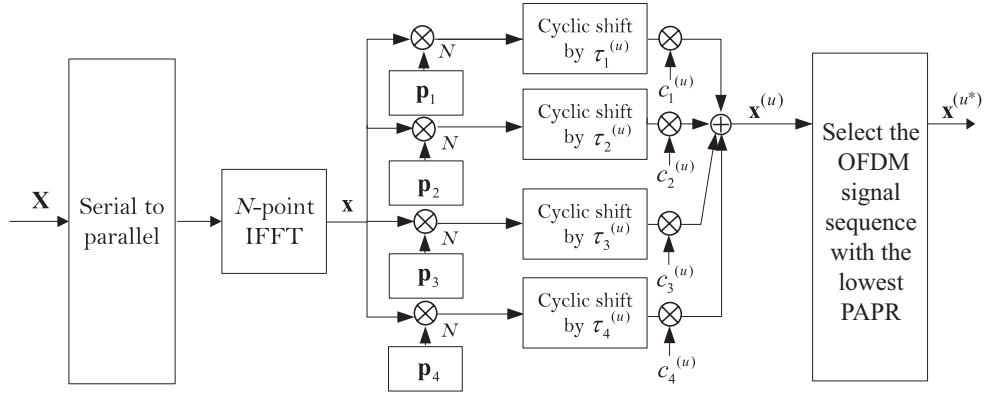 X
Serial to
parallel
N-point
IFFT
x
N
p₁
Cyclic shift
by τ₁⁽ᵘ⁾
c₁⁽ᵘ⁾
N
p₂
Cyclic shift
by τ₂⁽ᵘ⁾
c₂⁽ᵘ⁾
N
p₃
Cyclic shift
by τ₃⁽ᵘ⁾
c₃⁽ᵘ⁾
N
p₄
Cyclic shift
by τ₄⁽ᵘ⁾
c₄⁽ᵘ⁾
x⁽ᵘ⁾
Select the
OFDM
signal
sequence
with the
lowest
PAPR
x⁽ᵘ*⁾